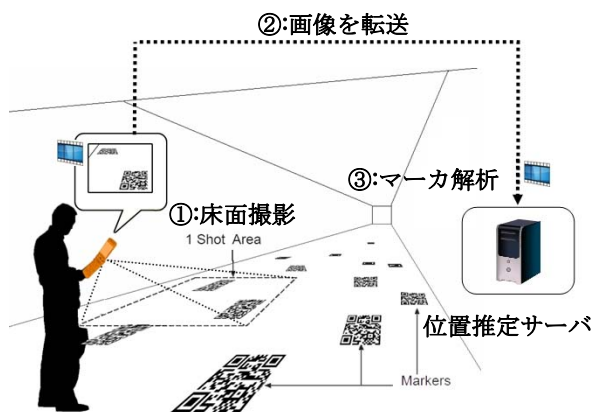 ②:画像を転送
③:マーカ解析
①:床面撮影
1 Shot Area
位置推定サーバ
Markers